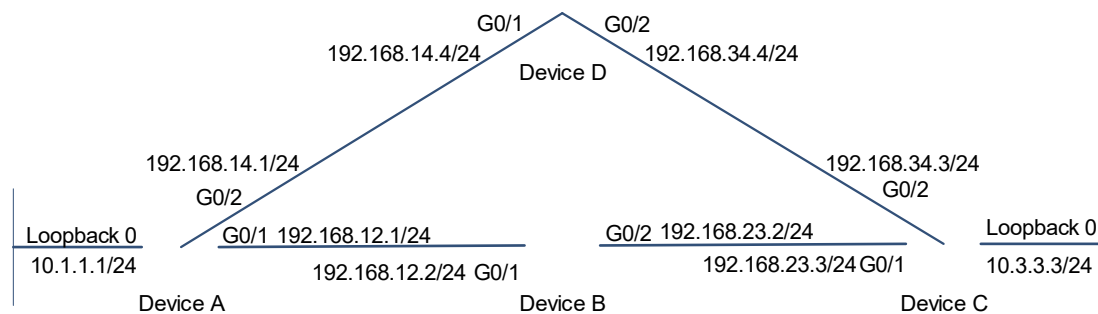 G0/1
G0/2
192.168.14.4/24
192.168.34.4/24
Device D
192.168.14.1/24
192.168.34.3/24
G0/2
G0/2
Loopback 0
G0/1 192.168.12.1/24
G0/2 192.168.23.2/24
Loopback 0
10.1.1.1/24
192.168.12.2/24 G0/1
192.168.23.3/24 G0/1
10.3.3.3/24
Device A
Device B
Device C